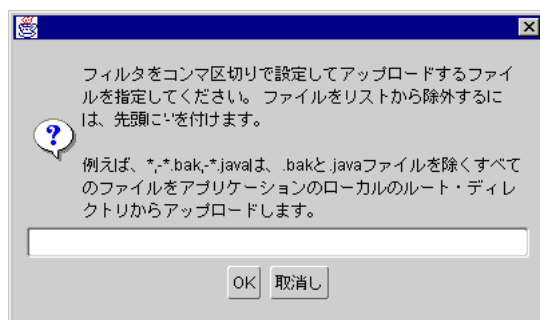 フィルタをコンマ区切りで設定してアップロードするファイ
ルを指定してください。 ファイルをリストから除外するに
は、先頭に'-'を付けます。
例えば、*,-*.bak,-*.javaは、.bakと.javaファイルを除くすべて
のファイルをアプリケーションのローカルのルート・ディレ
クトリからアップロードします。
OK 取消し